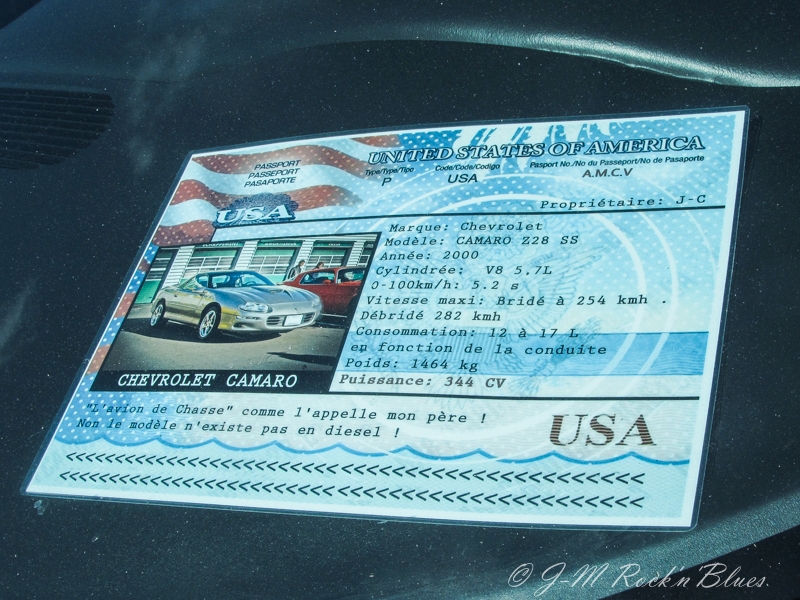 PASSPORT
PASSEPORT
PASAPORTE
USA
UNITED STATES OF AMERICA
Type/Type/Tipo Code/Code/Codigo Pasport No./No du Passeport/No de Pasaporte
P USA A.M.C.V
Propriétaire: J-C
Marque: Chevrolet
Modèle: CAMARO Z28 SS
Année: 2000
Cylindrée: V8 5,7L
0-100km/h: 5.2 s
Vitesse maxi: Bridé à 254 kmh .
Débridé 282 kmh
Consommation: 12 à 17 L
en fonction de la conduite
Poids: 1464 kg
Puissance: 344 CV
CHEVROLET CAMARO
"L'avion de Chasse" comme l'appelle mon père !
Non le modèle n'existe pas en diesel !
USA
<<<<<<<<<<<<<<<<<<<<<<<<<<<<<<<<<<<<<<<<<<<<
<<<<<<<<<<<<<<<<<<<<<<<<<<<<<<<<<<<<<<<<<<<<
© J-M Rock'n'Blues